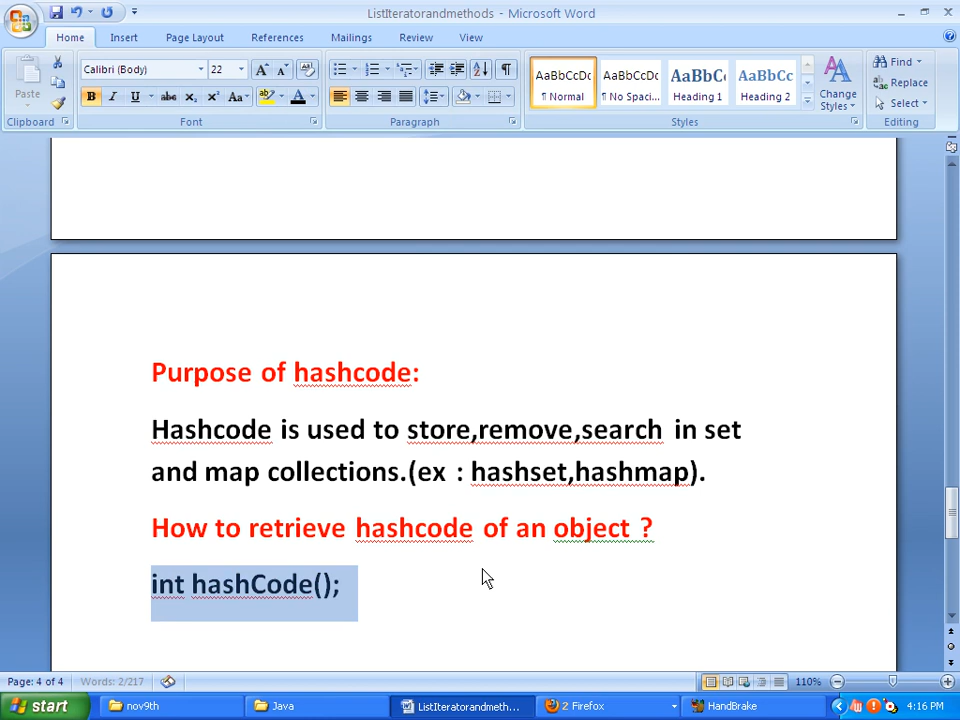 ListIteratorandmethods - Microsoft Word
Home Insert Page Layout References Mailings Review View
Paste
Calibri (Body) 22
AaBbCcDc AaBbCcDc AaBbC AaBbCc
¶ Normal ¶ No Spaci... Heading 1 Heading 2
Change Styles
Find
Replace
Select
Clipboard Font Paragraph Styles Editing
Purpose of hashcode:
Hashcode is used to store,remove,search in set
and map collections.(ex : hashset,hashmap).
How to retrieve hashcode of an object ?
int hashCode();
Page: 4 of 4 Words: 2/217 110%
start nov9th Java ListIteratorandmeth... 2 Firefox HandBrake 4:16 PM